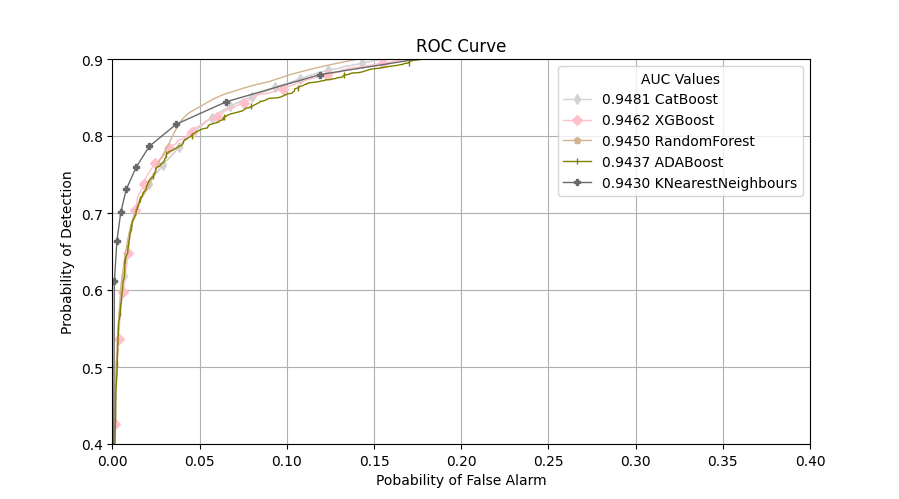 ROC Curve
0.9
0.8
0.7
0.6
0.5
0.4
Probability of Detection
AUC Values
0.9481 CatBoost
0.9462 XGBoost
0.9450 RandomForest
0.9437 ADABoost
0.9430 KNearestNeighbours
0.00 0.05 0.10 0.15 0.20 0.25 0.30 0.35 0.40
Pobability of False Alarm